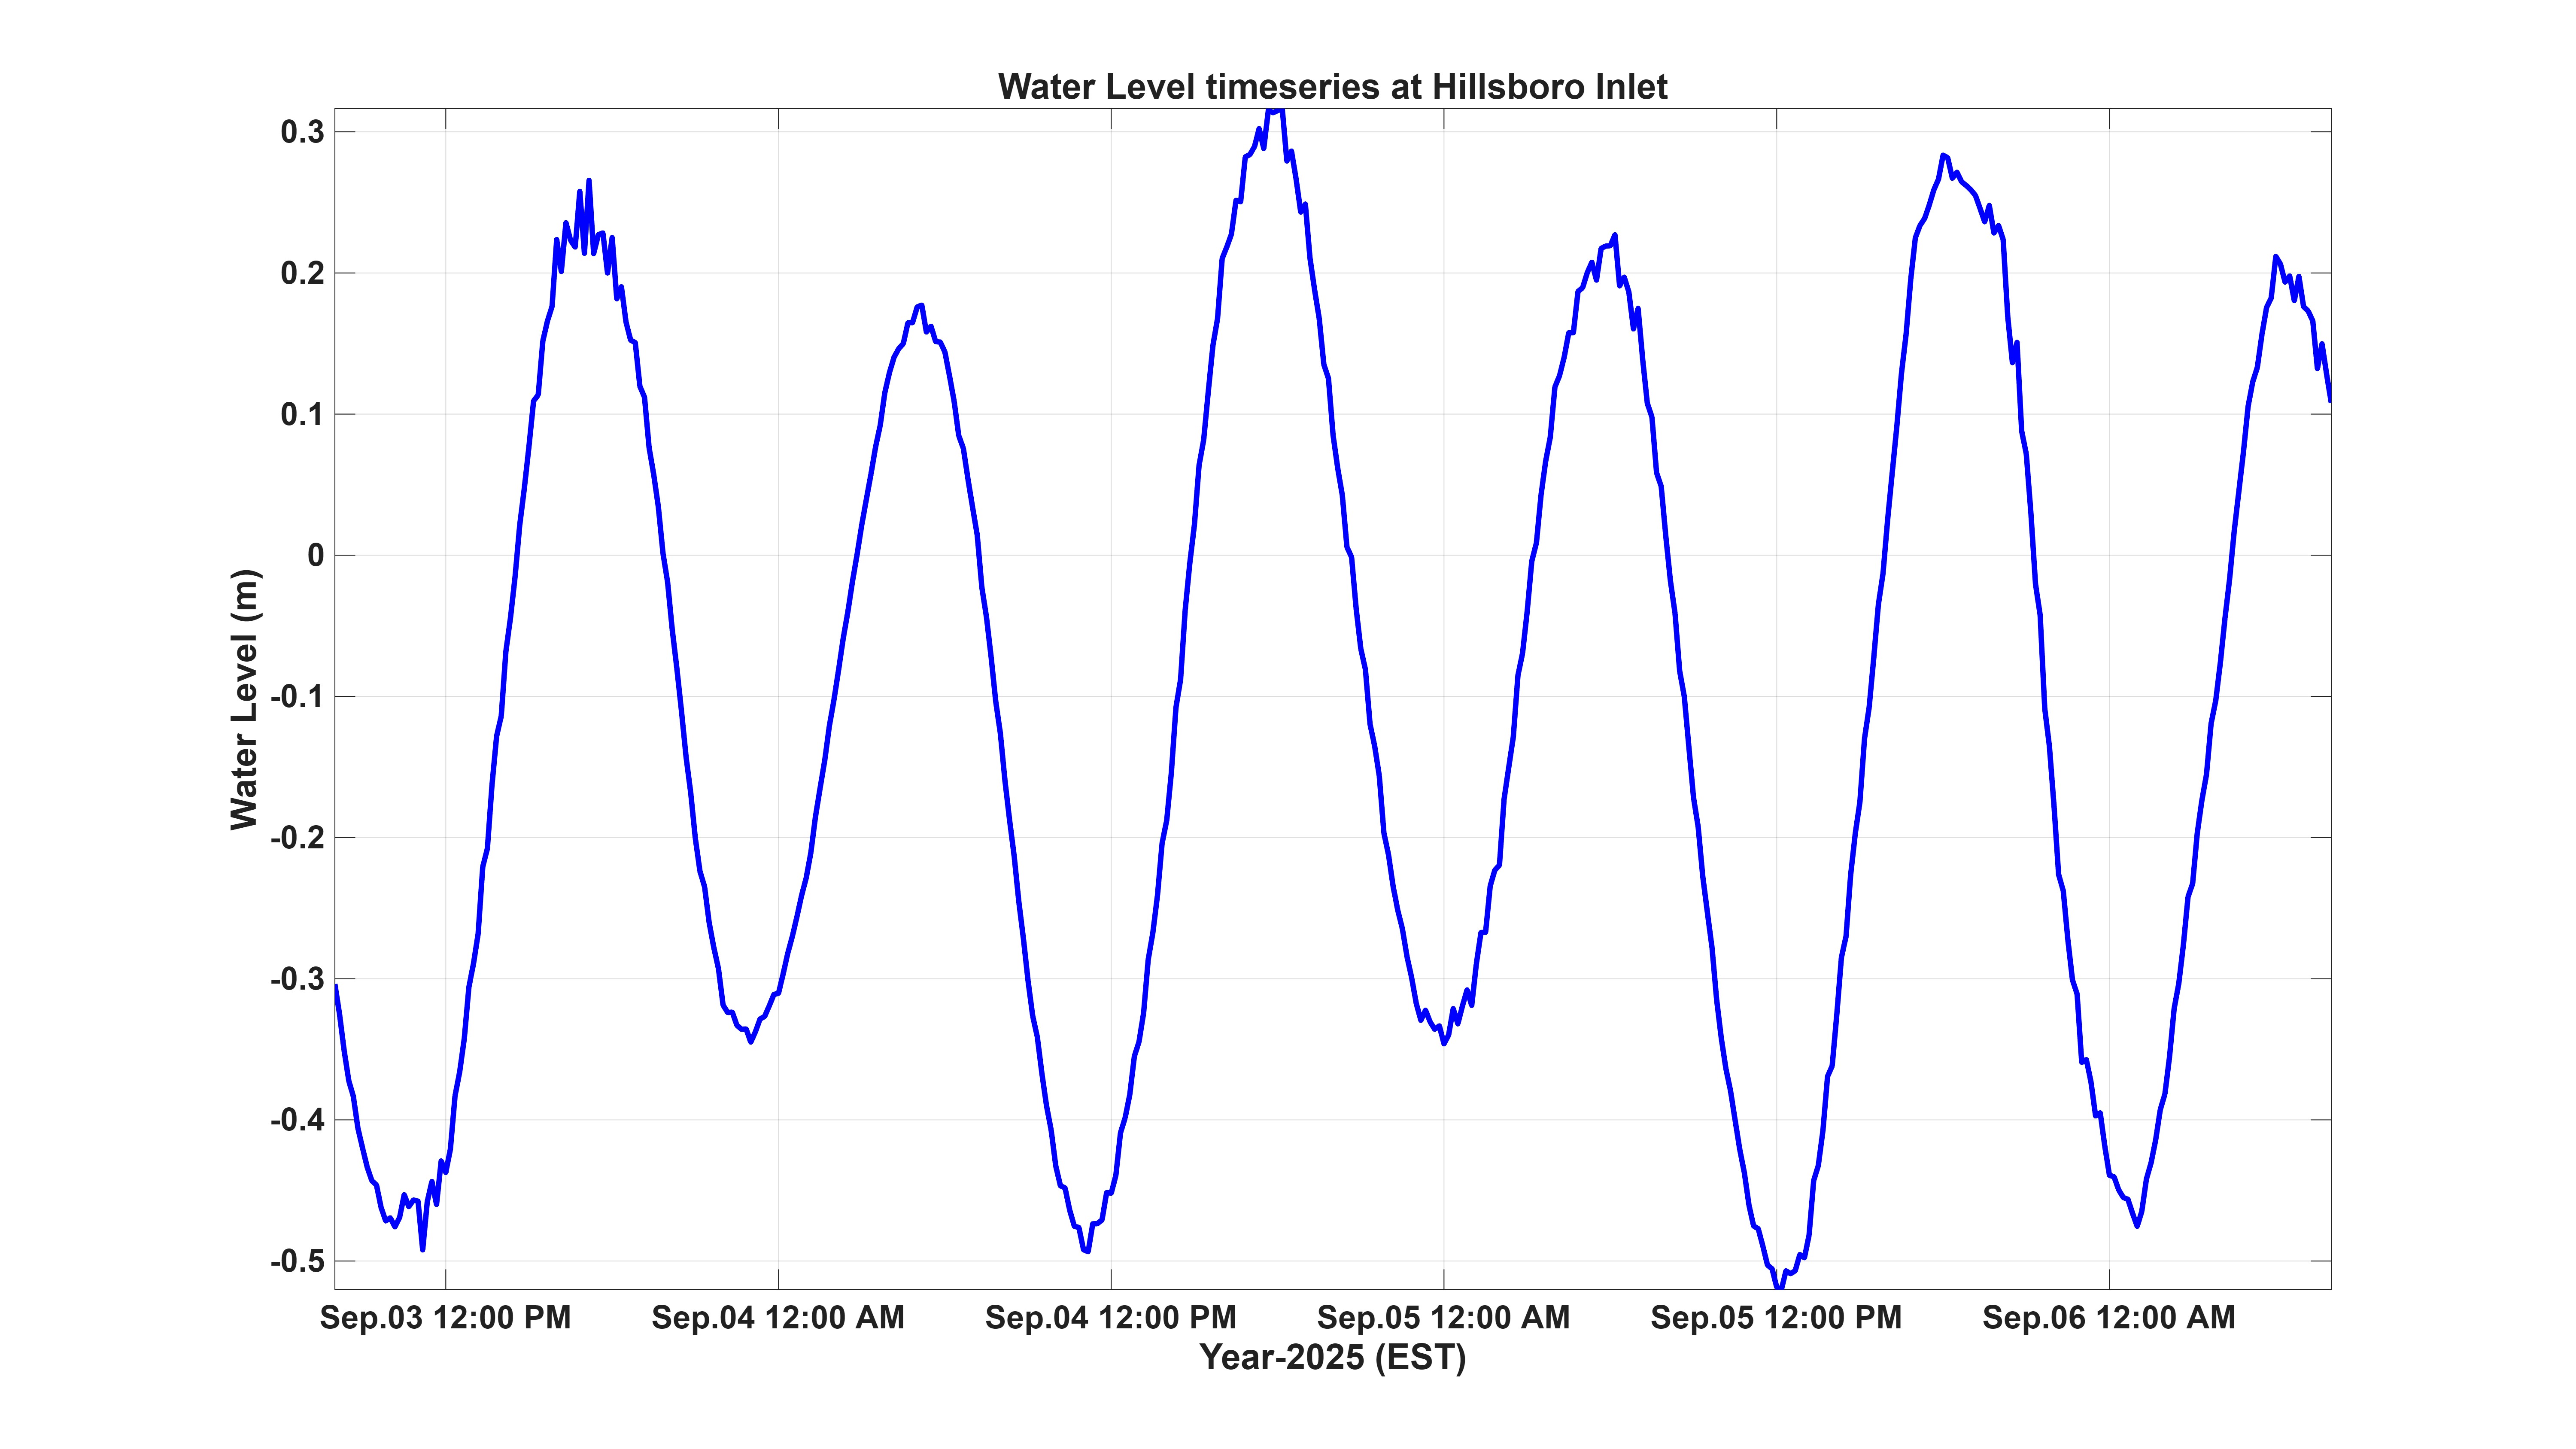 Water Level timeseries at Hillsboro Inlet
0.3
0.2
0.1
0
-0.1
-0.2
-0.3
-0.4
-0.5
Water Level (m)
Sep.03 12:00 PM Sep.04 12:00 AM Sep.04 12:00 PM Sep.05 12:00 AM Sep.05 12:00 PM Sep.06 12:00 AM
Year-2025 (EST)